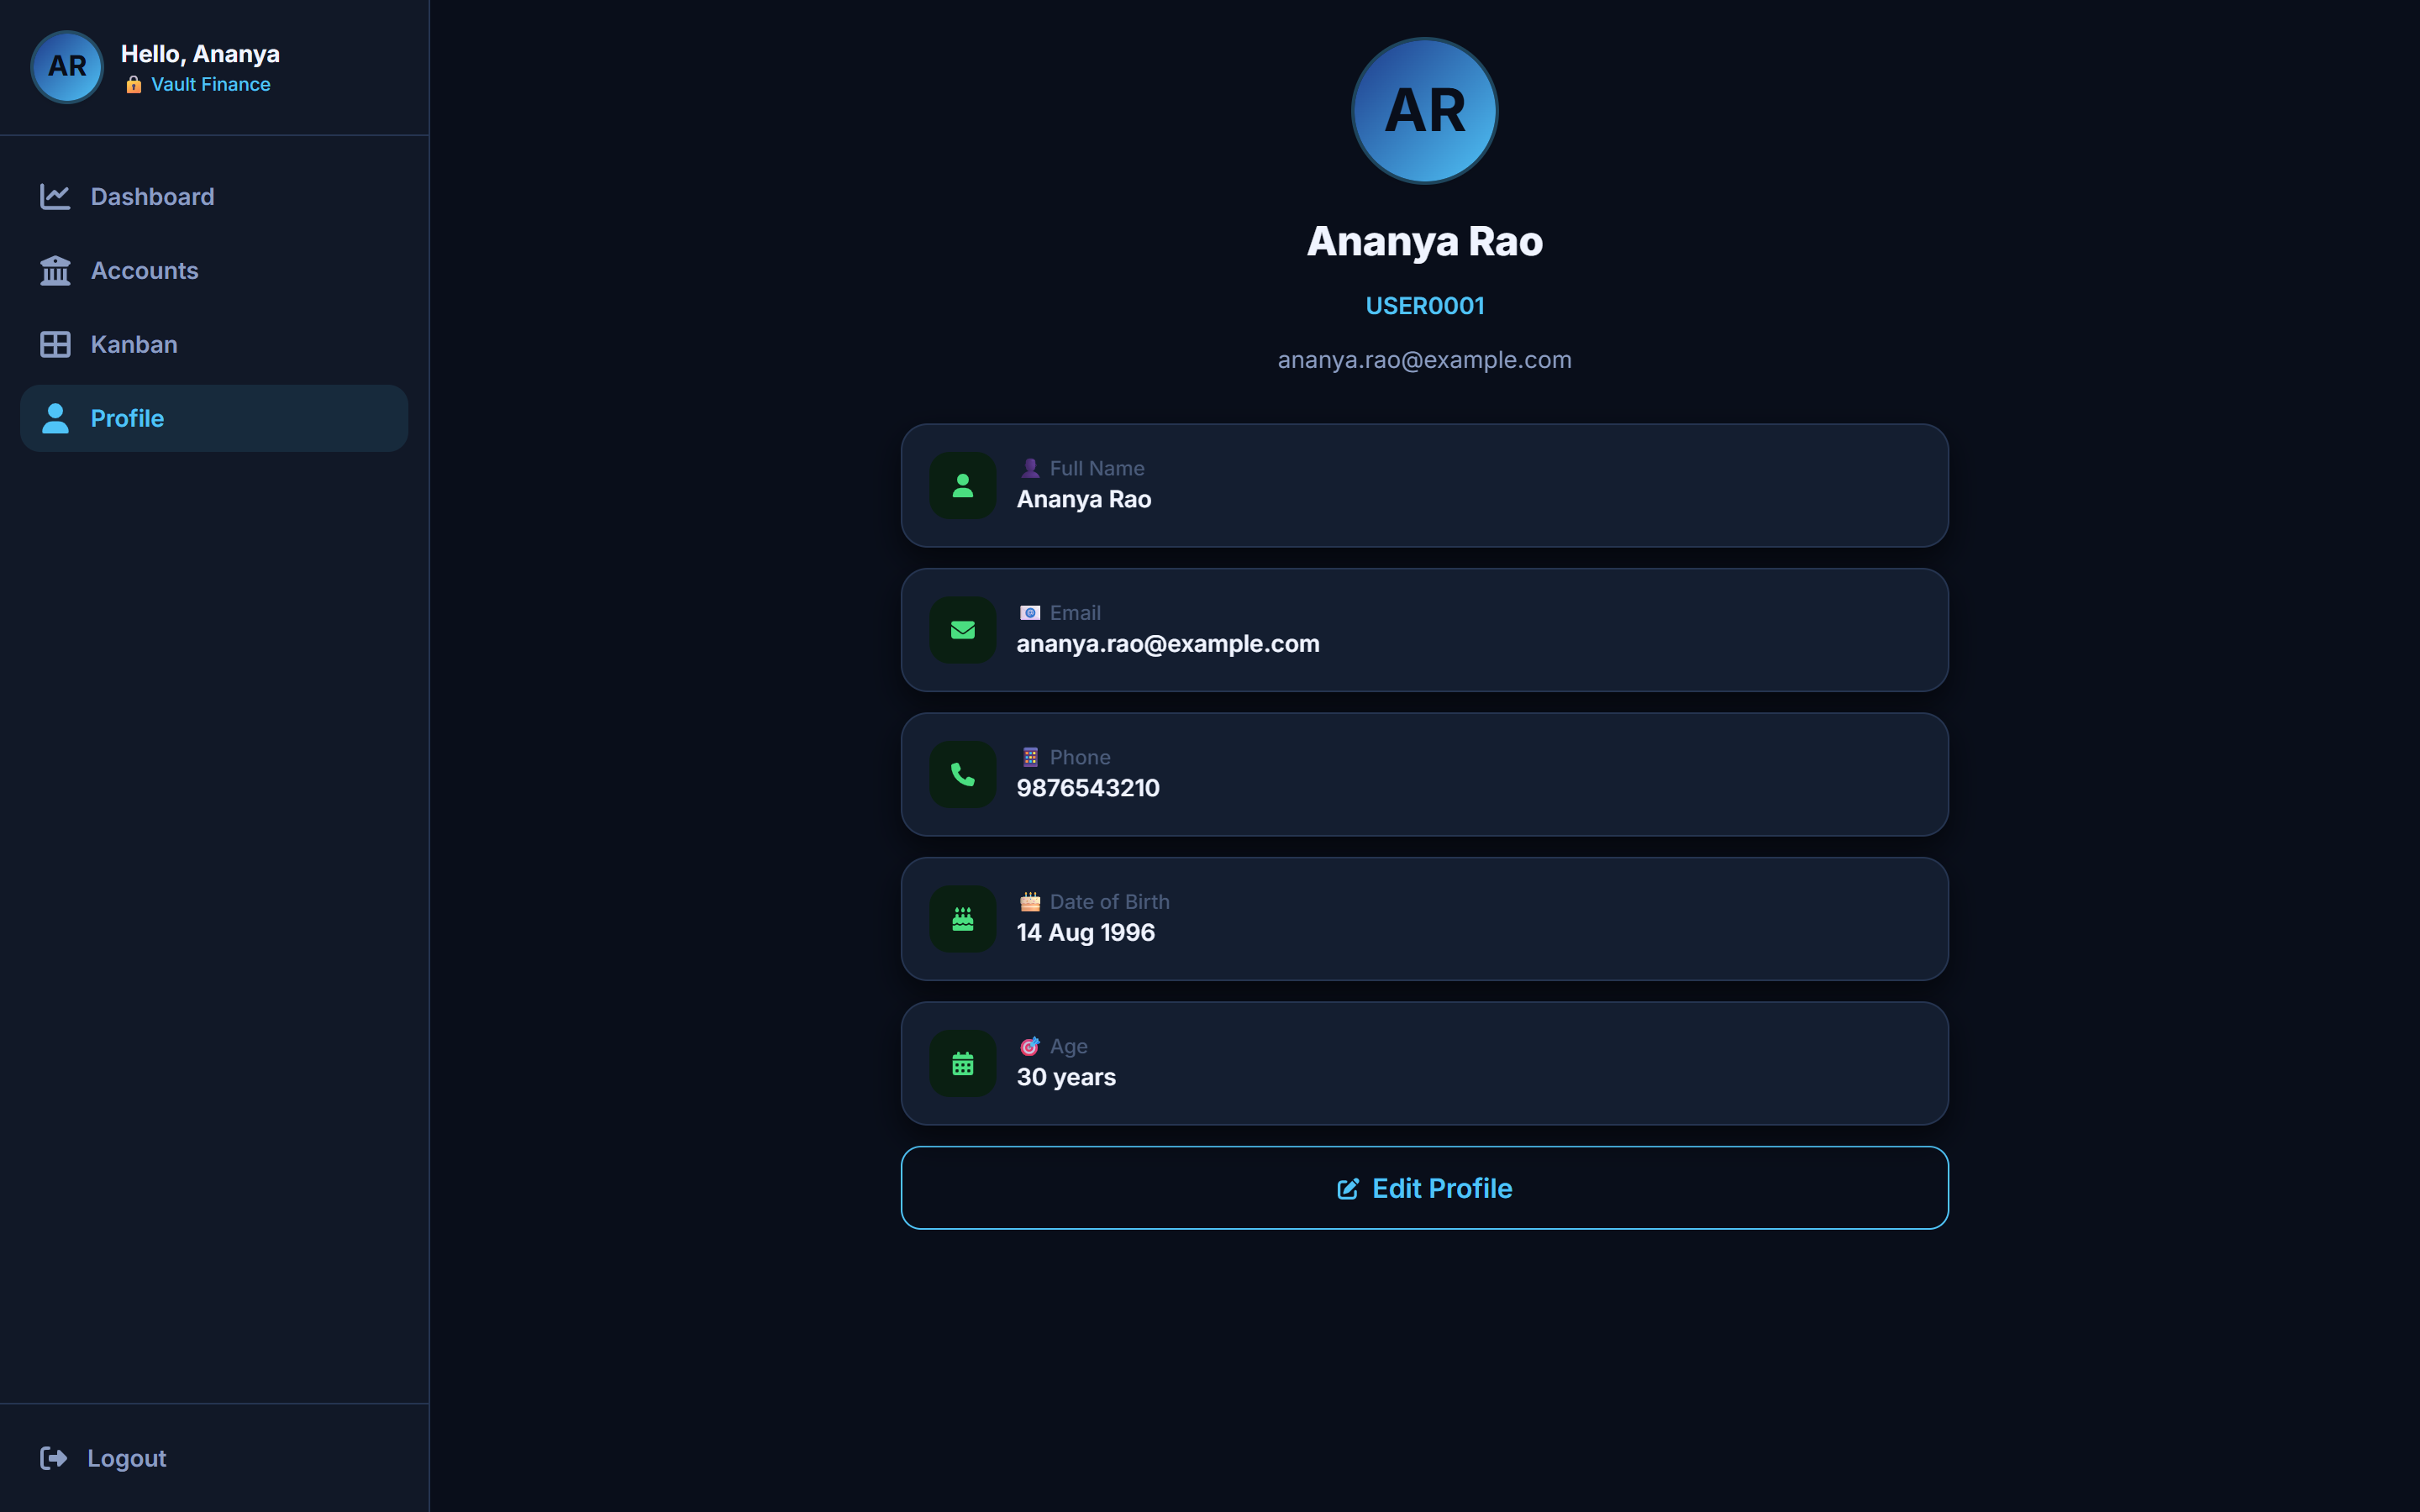 AR
Hello, Ananya
Vault Finance
Dashboard
Accounts
Kanban
Profile
Logout
AR
Ananya Rao
USER0001
ananya.rao@example.com
Full Name
Ananya Rao
Email
ananya.rao@example.com
Phone
9876543210
Date of Birth
14 Aug 1996
Age
30 years
Edit Profile